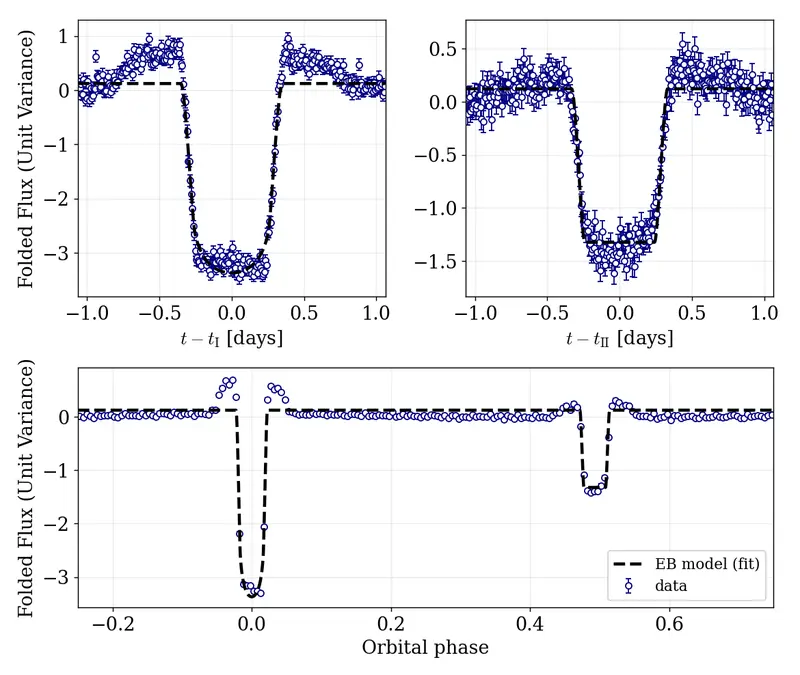 Folded Flux (Unit Variance)
1
0
−1
−2
−3
−1.0 −0.5 0.0 0.5 1.0
t − tI [days]
0.5
0.0
−0.5
−1.0
−1.5
−1.0 −0.5 0.0 0.5 1.0
t − tII [days]
Folded Flux (Unit Variance)
0
−1
−2
−3
−0.2 0.0 0.2 0.4 0.6
Orbital phase
EB model (fit)
data